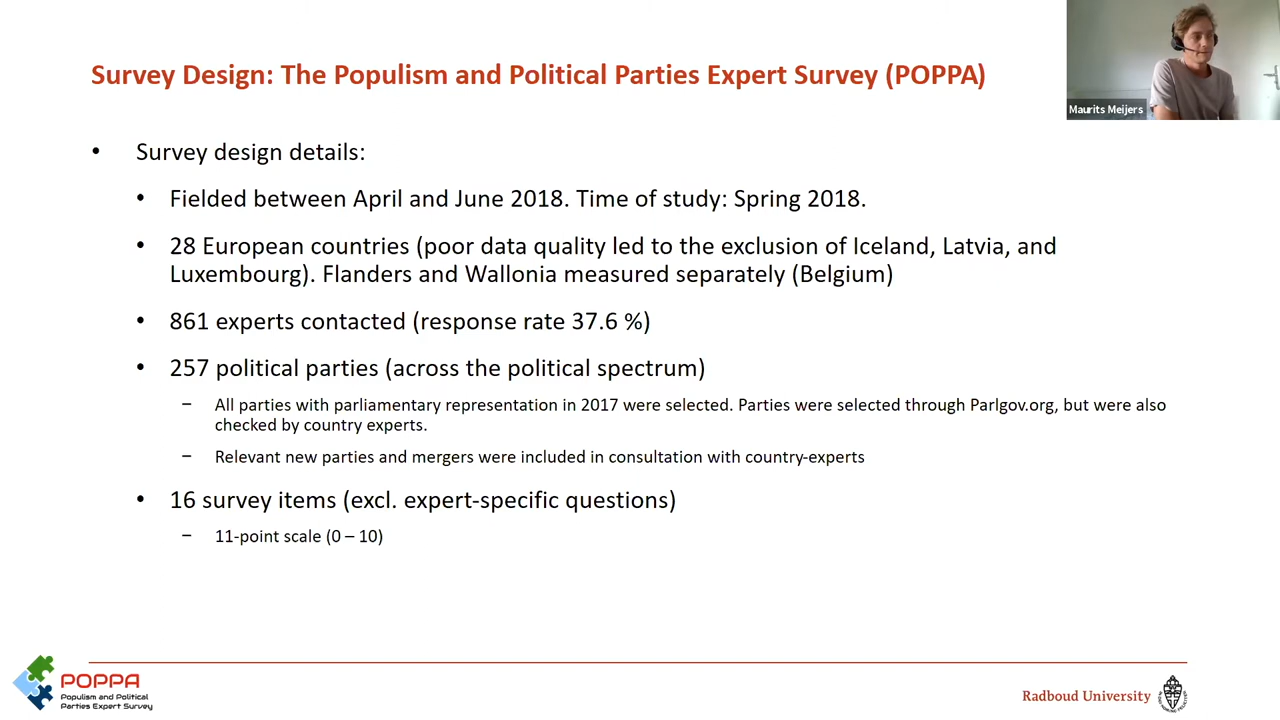 Survey Design: The Populism and Political Parties Expert Survey (POPPA)
Maurits Meijers
• Survey design details:
• Fielded between April and June 2018. Time of study: Spring 2018.
• 28 European countries (poor data quality led to the exclusion of Iceland, Latvia, and
Luxembourg). Flanders and Wallonia measured separately (Belgium)
• 861 experts contacted (response rate 37.6 %)
• 257 political parties (across the political spectrum)
– All parties with parliamentary representation in 2017 were selected. Parties were selected through Parlgov.org, but were also
checked by country experts.
– Relevant new parties and mergers were included in consultation with country-experts
• 16 survey items (excl. expert-specific questions)
– 11-point scale (0 – 10)
POPPA
Populism and Political
Parties Expert Survey
Radboud University